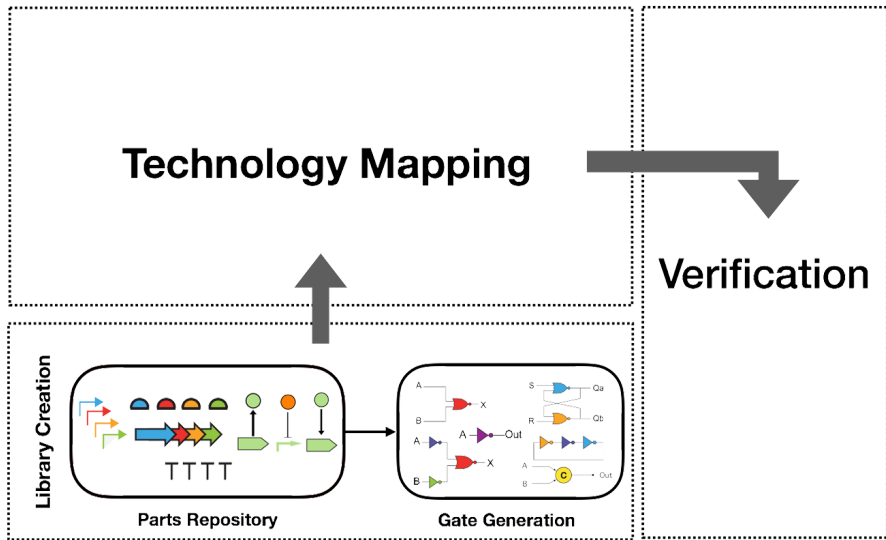 Technology Mapping
Verification
Library Creation
A
B
X
A
Out
A
B
X
S
R
Qa
Qb
A
B
C
Out
Parts Repository
Gate Generation